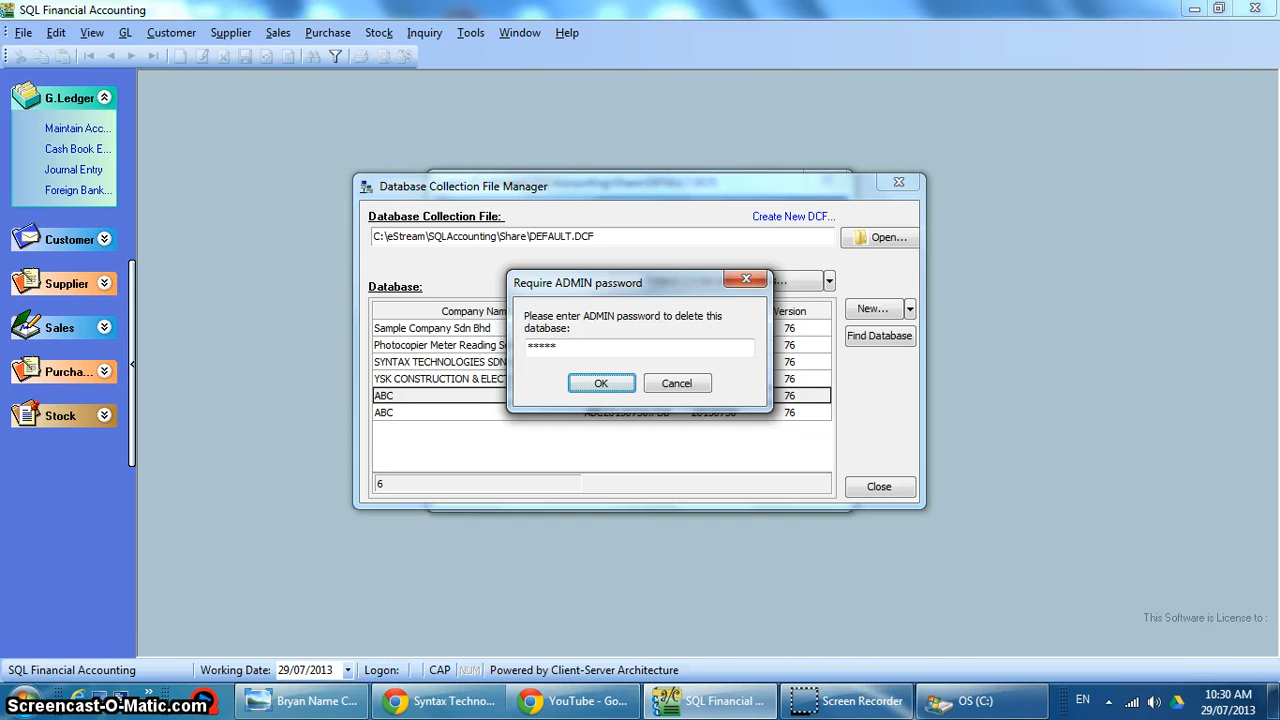 SQL Financial Accounting
File Edit View GL Customer Supplier Sales Purchase Stock Inquiry Tools Window Help
G.Ledger
Maintain Acc...
Cash Book E...
Journal Entry
Foreign Bank...
Customer
Supplier
Sales
Purcha...
Stock
Database Collection File Manager
Database Collection File:
Create New DCF...
C:\eStream\SQLAccounting\Share\DEFAULT.DCF
Open...
Database:
Company Nam
Version
Sample Company Sdn Bhd 76
Photocopier Meter Reading Se 76
SYNTAX TECHNOLOGIES SDN 76
YSK CONSTRUCTION & ELECT 76
ABC 76
ABC 76
6
New...
Find Database
Close
Require ADMIN password
Please enter ADMIN password to delete this
database:
*****
OK Cancel
This Software is License to :
SQL Financial Accounting Working Date: 29/07/2013 Logon: CAP NUM Powered by Client-Server Architecture
Bryan Name C... Syntax Techno... YouTube - Go... SQL Financial ... Screen Recorder OS (C:) EN 10:30 AM
29/07/2013
Screencast-O-Matic.com